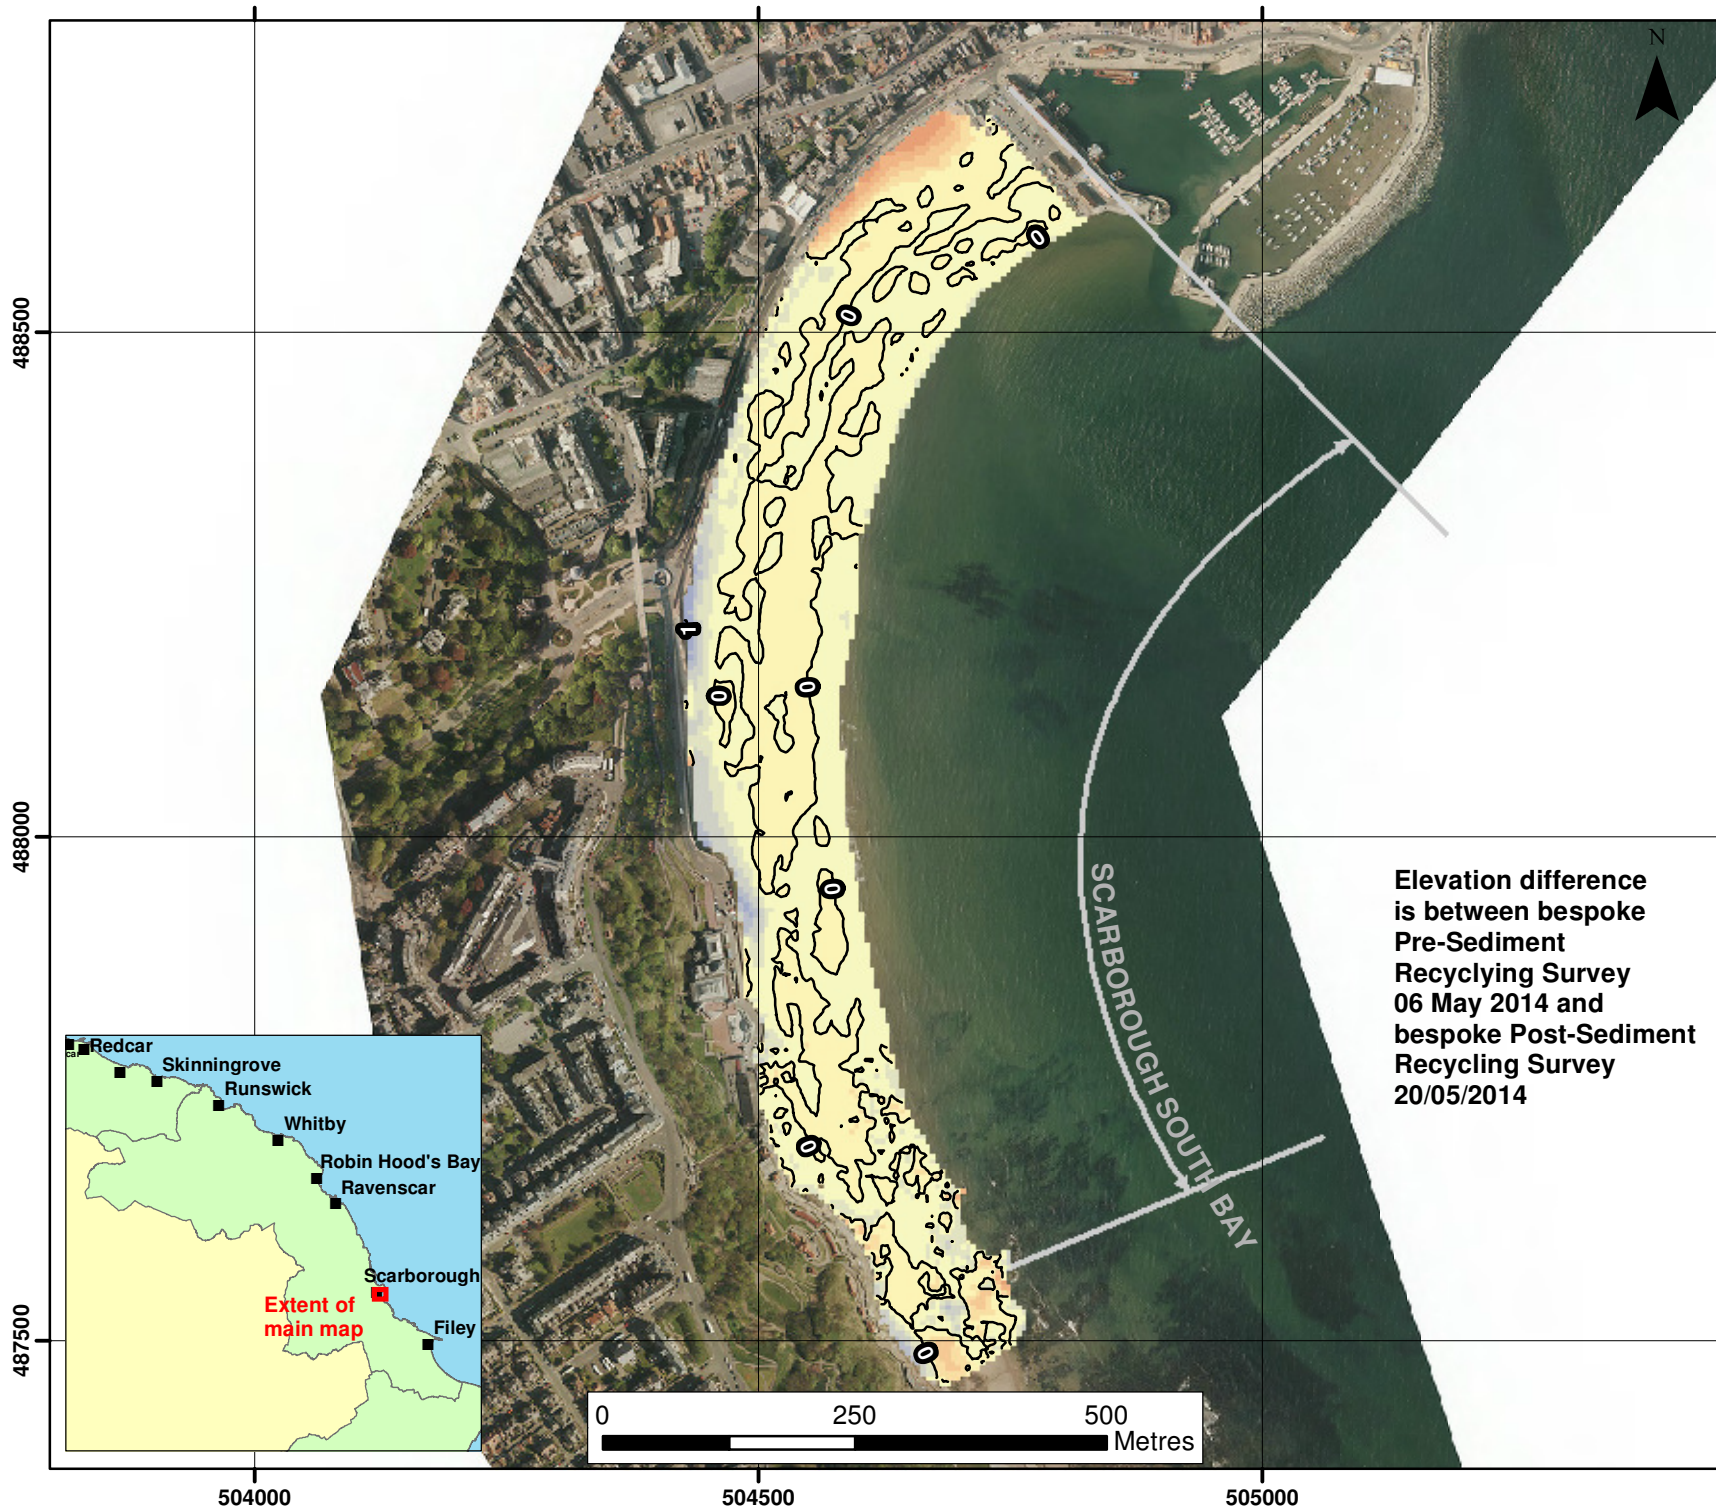 N
488500
488000
487500
0
0
1
0
0
0
0
0
SCARBOROUGH SOUTH BAY
Elevation difference
is between bespoke
Pre-Sediment
Recyclying Survey
06 May 2014 and
bespoke Post-Sediment
Recycling Survey
20/05/2014
Redcar
Skinningrove
Runswick
Whitby
Robin Hood's Bay
Ravenscar
Scarborough
Extent of
main map
Filey
0 250 500
Metres
504000 504500 505000